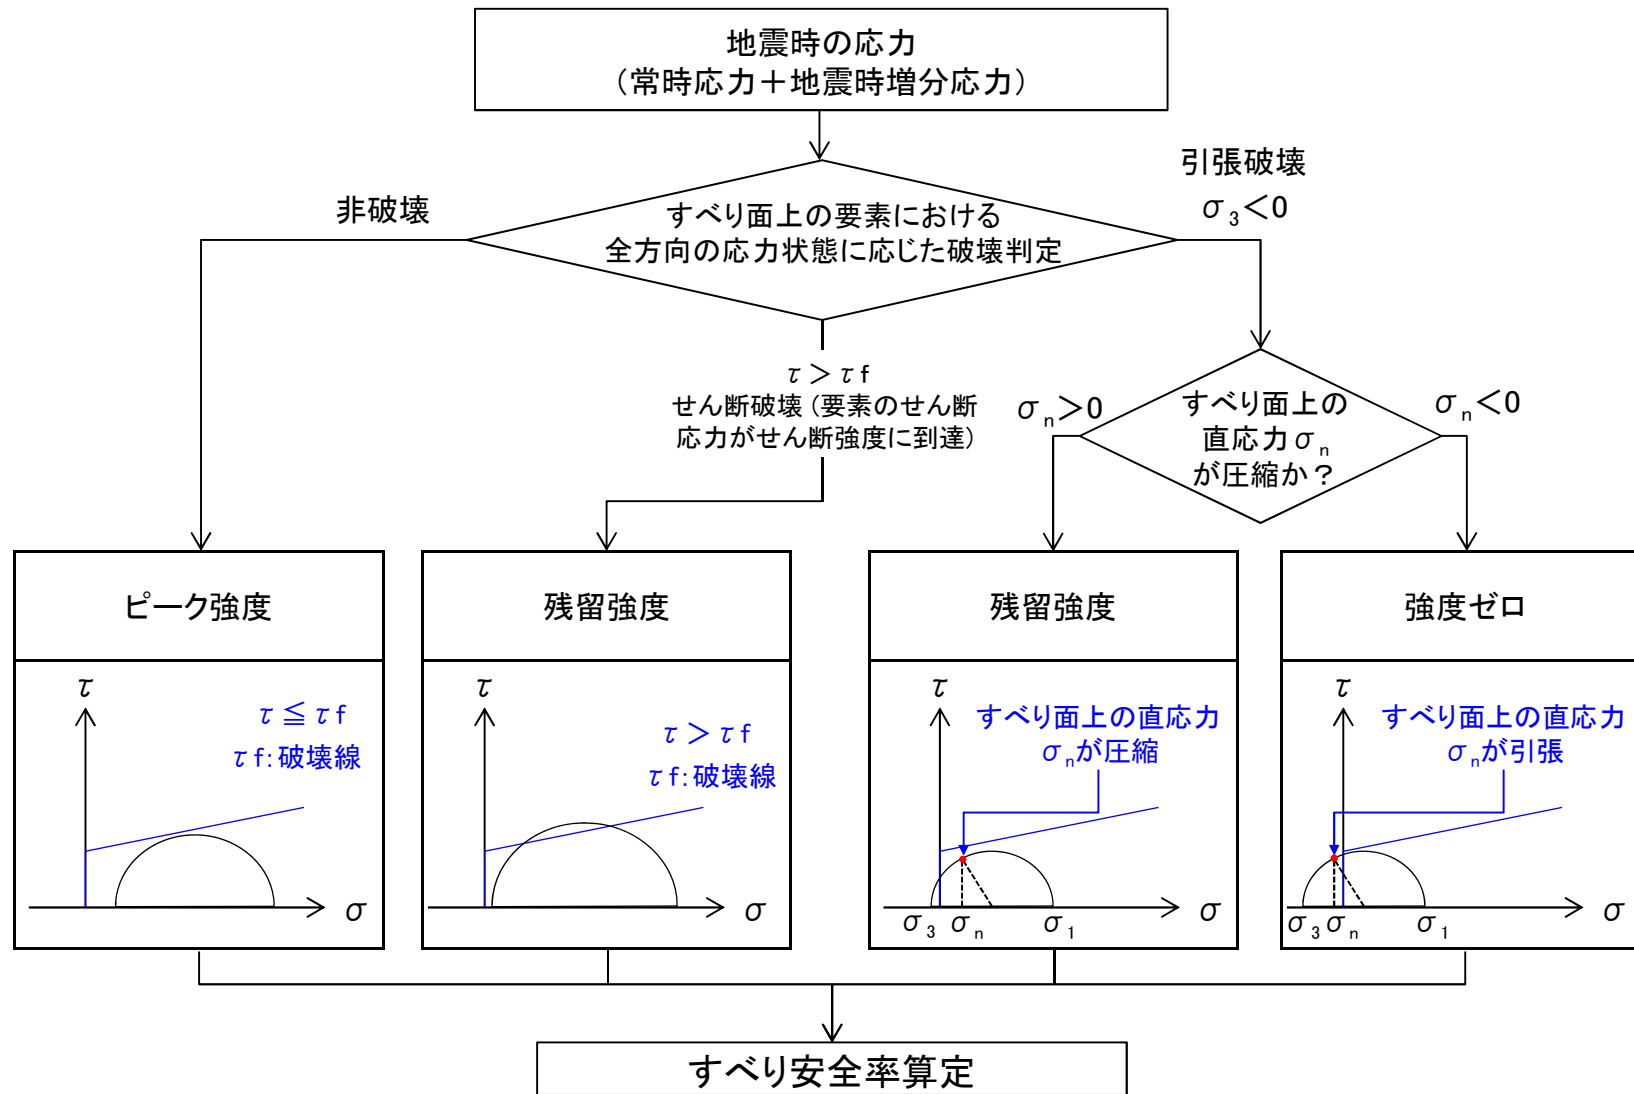 地震時の応力
（常時応力＋地震時増分応力）
引張破壊
σ₃＜0
非破壊
すべり面上の要素における
全方向の応力状態に応じた破壊判定
τ＞τf
せん断破壊（要素のせん断
応力がせん断強度に到達）
σₙ＞0
すべり面上の
直応力σₙ
が圧縮か？
σₙ＜0
ピーク強度
残留強度
残留強度
強度ゼロ
τ
τ≦τf
τf：破壊線
σ
τ
τ＞τf
τf：破壊線
σ
τ
すべり面上の直応力
σₙが圧縮
σ
σ₃ σₙ σ₁
τ
すべり面上の直応力
σₙが引張
σ
σ₃ σₙ σ₁
すべり安全率算定